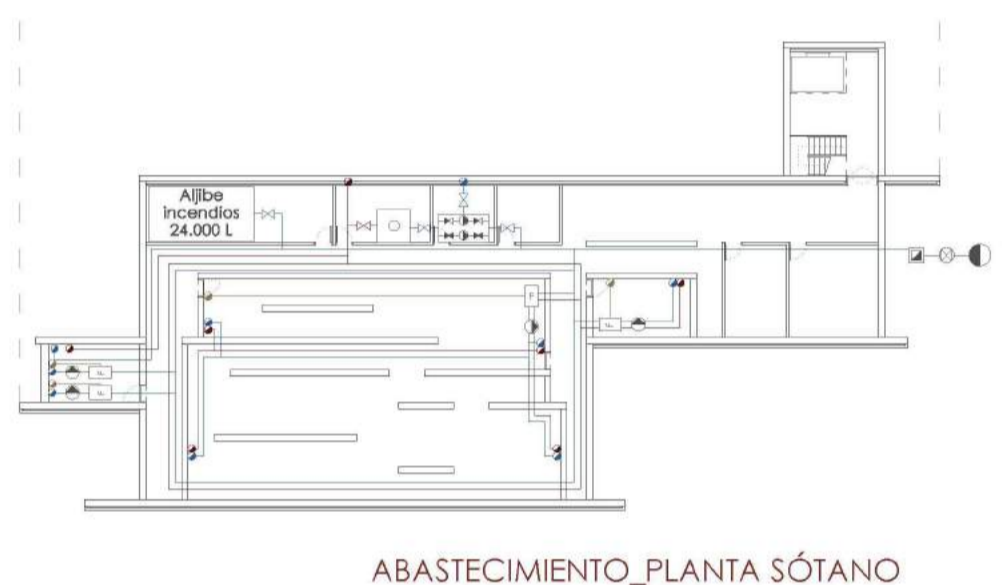 Aljibe
incendios
24.000 L
F
ABASTECIMIENTO_PLANTA SÓTANO